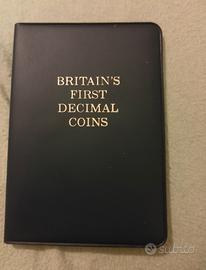 BRITAIN'S
FIRST
DECIMAL
COINS
subito